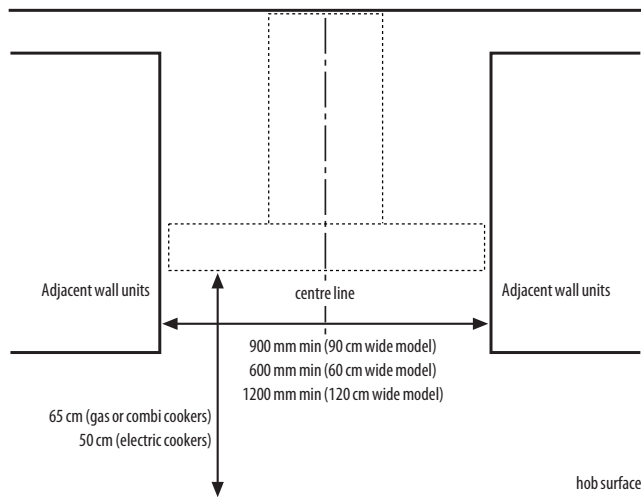 Adjacent wall units
centre line
Adjacent wall units
900 mm min (90 cm wide model)
600 mm min (60 cm wide model)
1200 mm min (120 cm wide model)
65 cm (gas or combi cookers)
50 cm (electric cookers)
hob surface